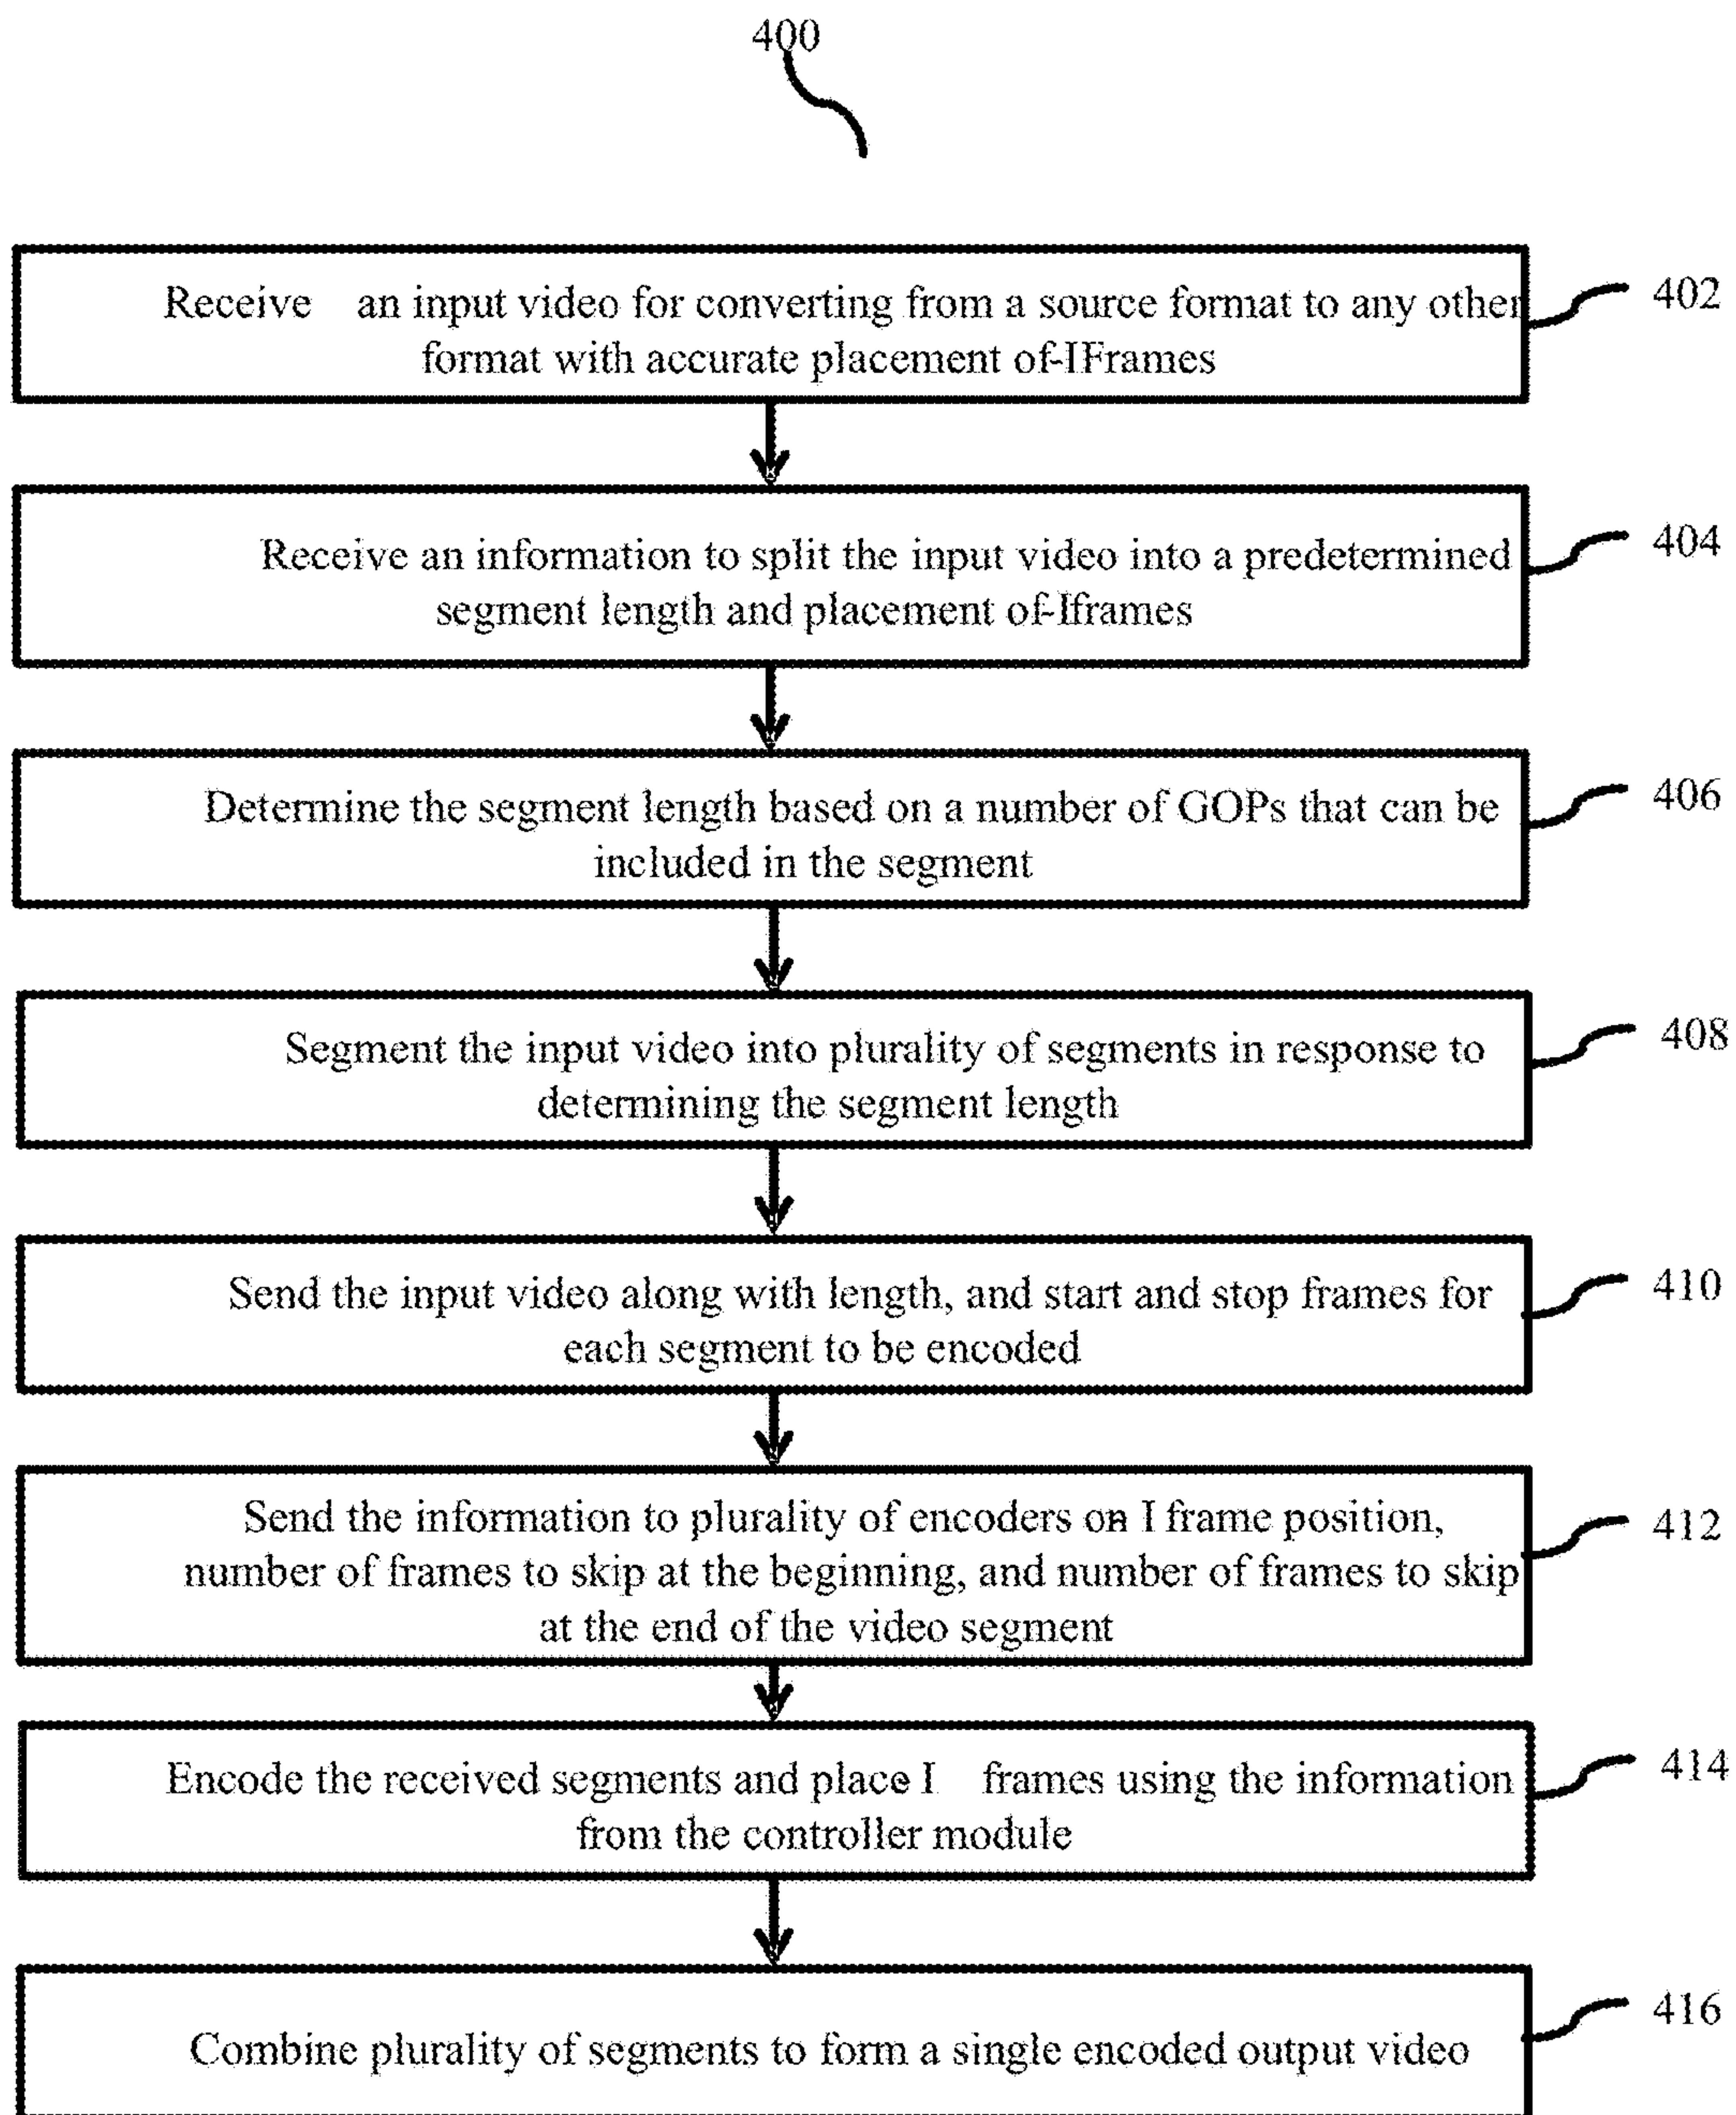 400
Receive an input video for converting from a source format to any other
format with accurate placement of-IFrames
402
Receive an information to split the input video into a predetermined
segment length and placement of-Iframes
404
Determine the segment length based on a number of GOPs that can be
included in the segment
406
Segment the input video into plurality of segments in response to
determining the segment length
408
Send the input video along with length, and start and stop frames for
each segment to be encoded
410
Send the information to plurality of encoders on I frame position,
number of frames to skip at the beginning, and number of frames to skip
at the end of the video segment
412
Encode the received segments and place I frames using the information
from the controller module
414
Combine plurality of segments to form a single encoded output video
416